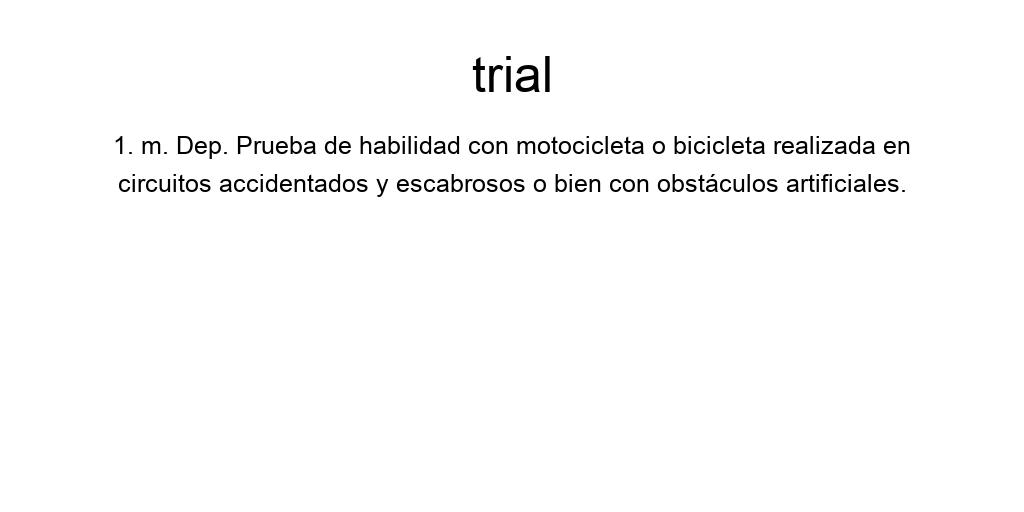 trial
1. m. Dep. Prueba de habilidad con motocicleta o bicicleta realizada en
circuitos accidentados y escabrosos o bien con obstáculos artificiales.